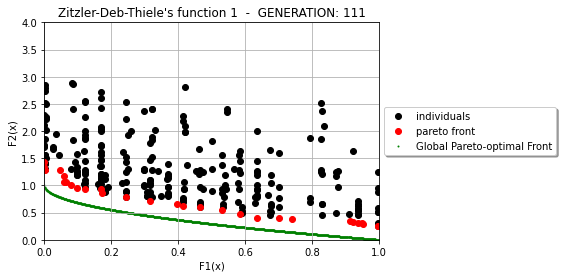 Zitzler-Deb-Thiele's function 1  -  GENERATION: 111
4.0
3.5
3.0
2.5
2.0
1.5
1.0
0.5
0.0
F2(x)
0.0 0.2 0.4 0.6 0.8 1.0
F1(x)
individuals
pareto front
Global Pareto-optimal Front